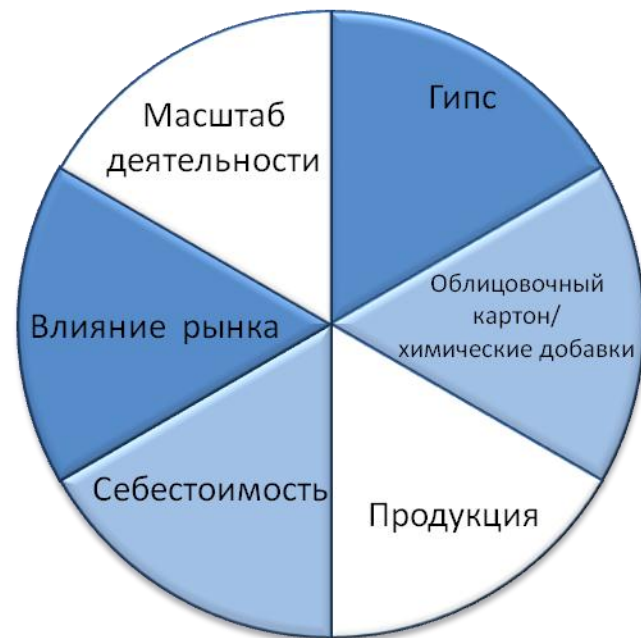 Гипс
Облицовочный
картон/
химические добавки
Продукция
Себестоимость
Влияние рынка
Масштаб
деятельности